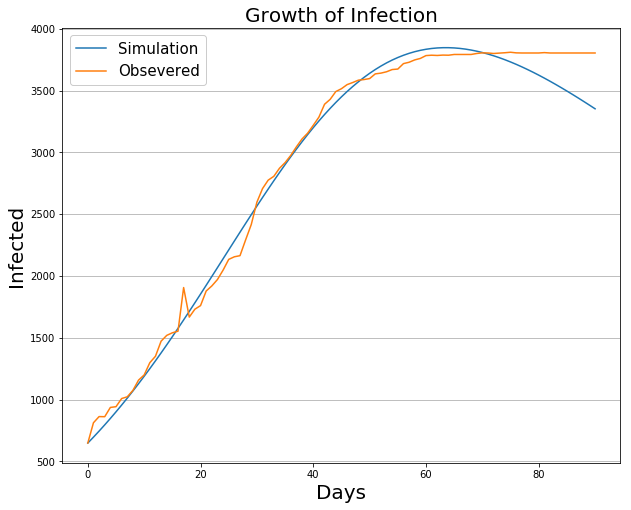 Growth of Infection
Simulation
Obsevered
4000
3500
3000
2500
2000
1500
1000
500
Infected
0 20 40 60 80
Days